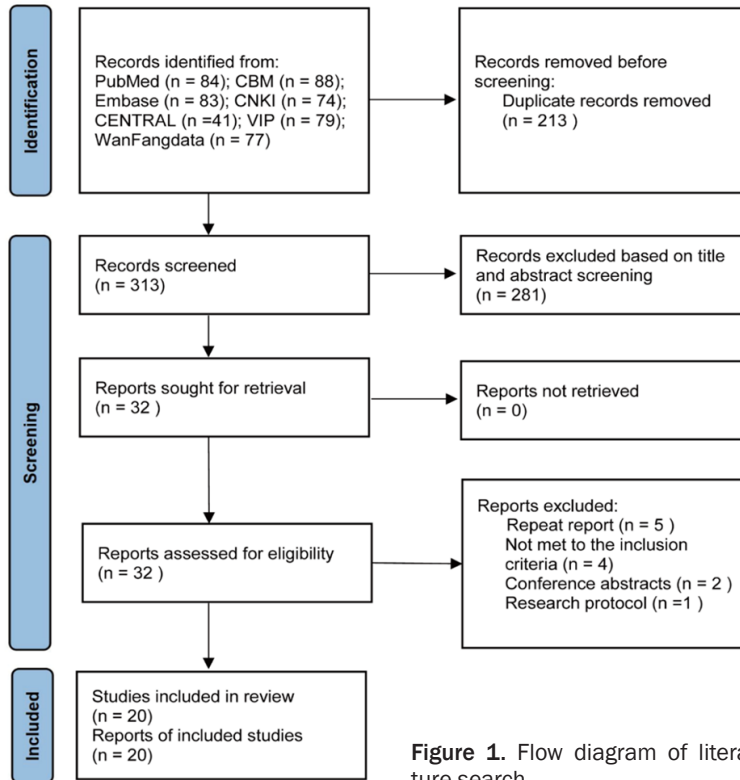 Identification
Records identified from:
PubMed (n = 84); CBM (n = 88);
Embase (n = 83); CNKI (n = 74);
CENTRAL (n =41); VIP (n = 79);
WanFangdata (n = 77)
Records removed before
screening:
Duplicate records removed
(n = 213 )
Screening
Records screened
(n = 313)
Records excluded based on title
and abstract screening
(n = 281)
Reports sought for retrieval
(n = 32 )
Reports not retrieved
(n = 0)
Reports assessed for eligibility
(n = 32 )
Reports excluded:
Repeat report (n = 5 )
Not met to the inclusion
criteria (n = 4)
Conference abstracts (n = 2 )
Research protocol (n =1 )
Included
Studies included in review
(n = 20)
Reports of included studies
(n = 20)
Figure 1. Flow diagram of litera-
ture search